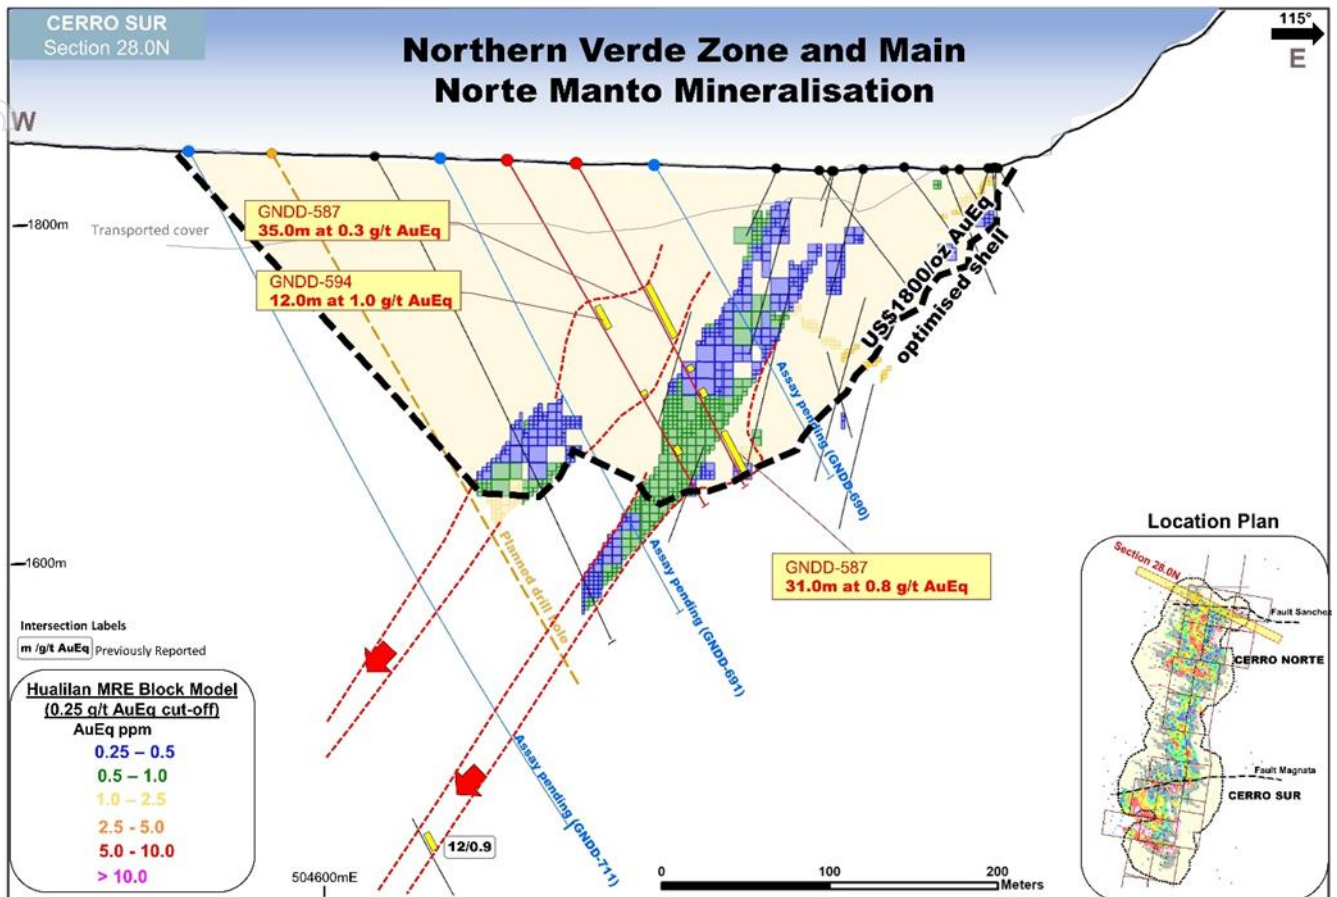 CERRO SUR
Section 28.0N
Northern Verde Zone and Main
Norte Manto Mineralisation
115°
E
W
1800m
Transported cover
GNDD-587
35.0m at 0.3 g/t AuEq
GNDD-594
12.0m at 1.0 g/t AuEq
US$1800/oz AuEq
optimised shell
Assay pending (GNDD-690)
1600m
Planned drill hole
Assay pending (GNDD-691)
GNDD-587
31.0m at 0.8 g/t AuEq
Assay pending (GNDD-711)
12/0.9
Intersection Labels
m /g/t AuEq Previously Reported
Hualilan MRE Block Model
(0.25 g/t AuEq cut-off)
AuEq ppm
0.25 – 0.5
0.5 – 1.0
1.0 – 2.5
2.5 - 5.0
5.0 - 10.0
> 10.0
504600mE
0 100 200
Meters
Location Plan
Section 28.0N
Fault Sanchez
CERRO NORTE
Fault Magnata
CERRO SUR